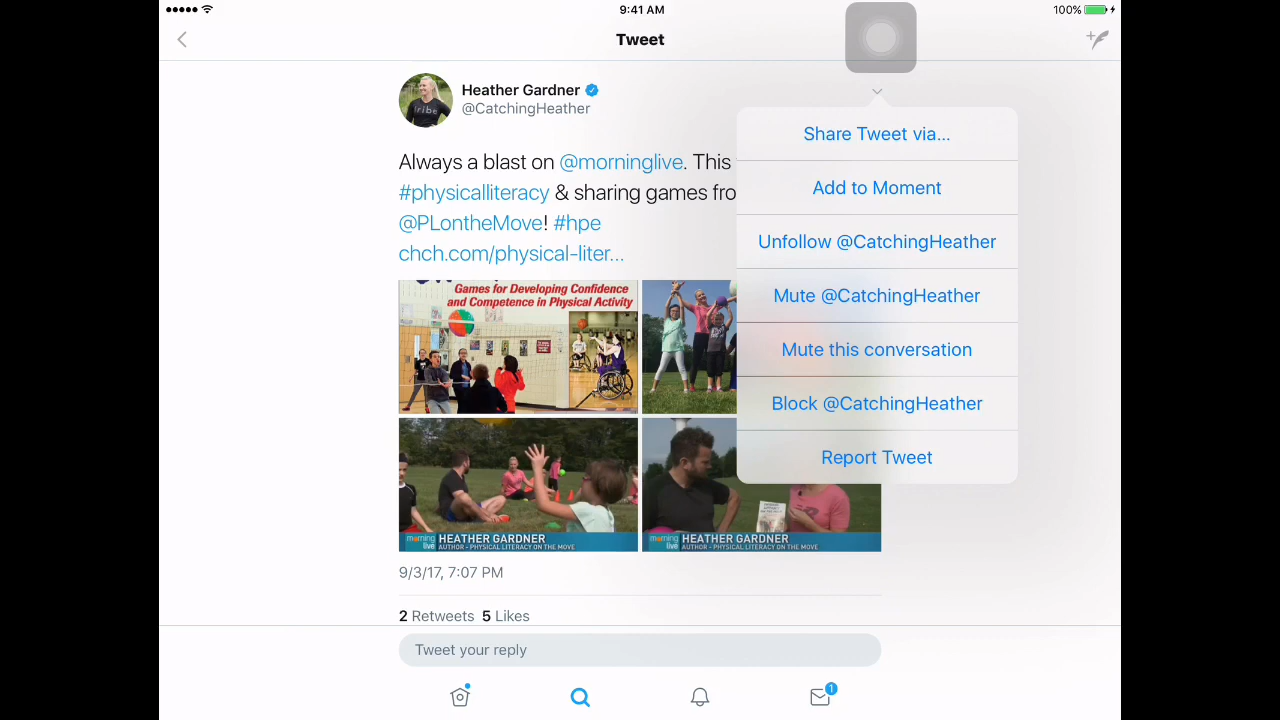 9:41 AM
100%
Tweet
Heather Gardner
@CatchingHeather
Always a blast on @morninglive. This
#physicalliteracy & sharing games fro
@PLontheMove! #hpe
chch.com/physical-liter...
Share Tweet via...
Add to Moment
Unfollow @CatchingHeather
Mute @CatchingHeather
Mute this conversation
Block @CatchingHeather
Report Tweet
Games for Developing Confidence
and Competence in Physical Activity
morning
live
HEATHER GARDNER
AUTHOR - PHYSICAL LITERACY ON THE MOVE
morning
live
HEATHER GARDNER
AUTHOR - PHYSICAL LITERACY ON THE MOVE
9/3/17, 7:07 PM
2 Retweets 5 Likes
Tweet your reply
1